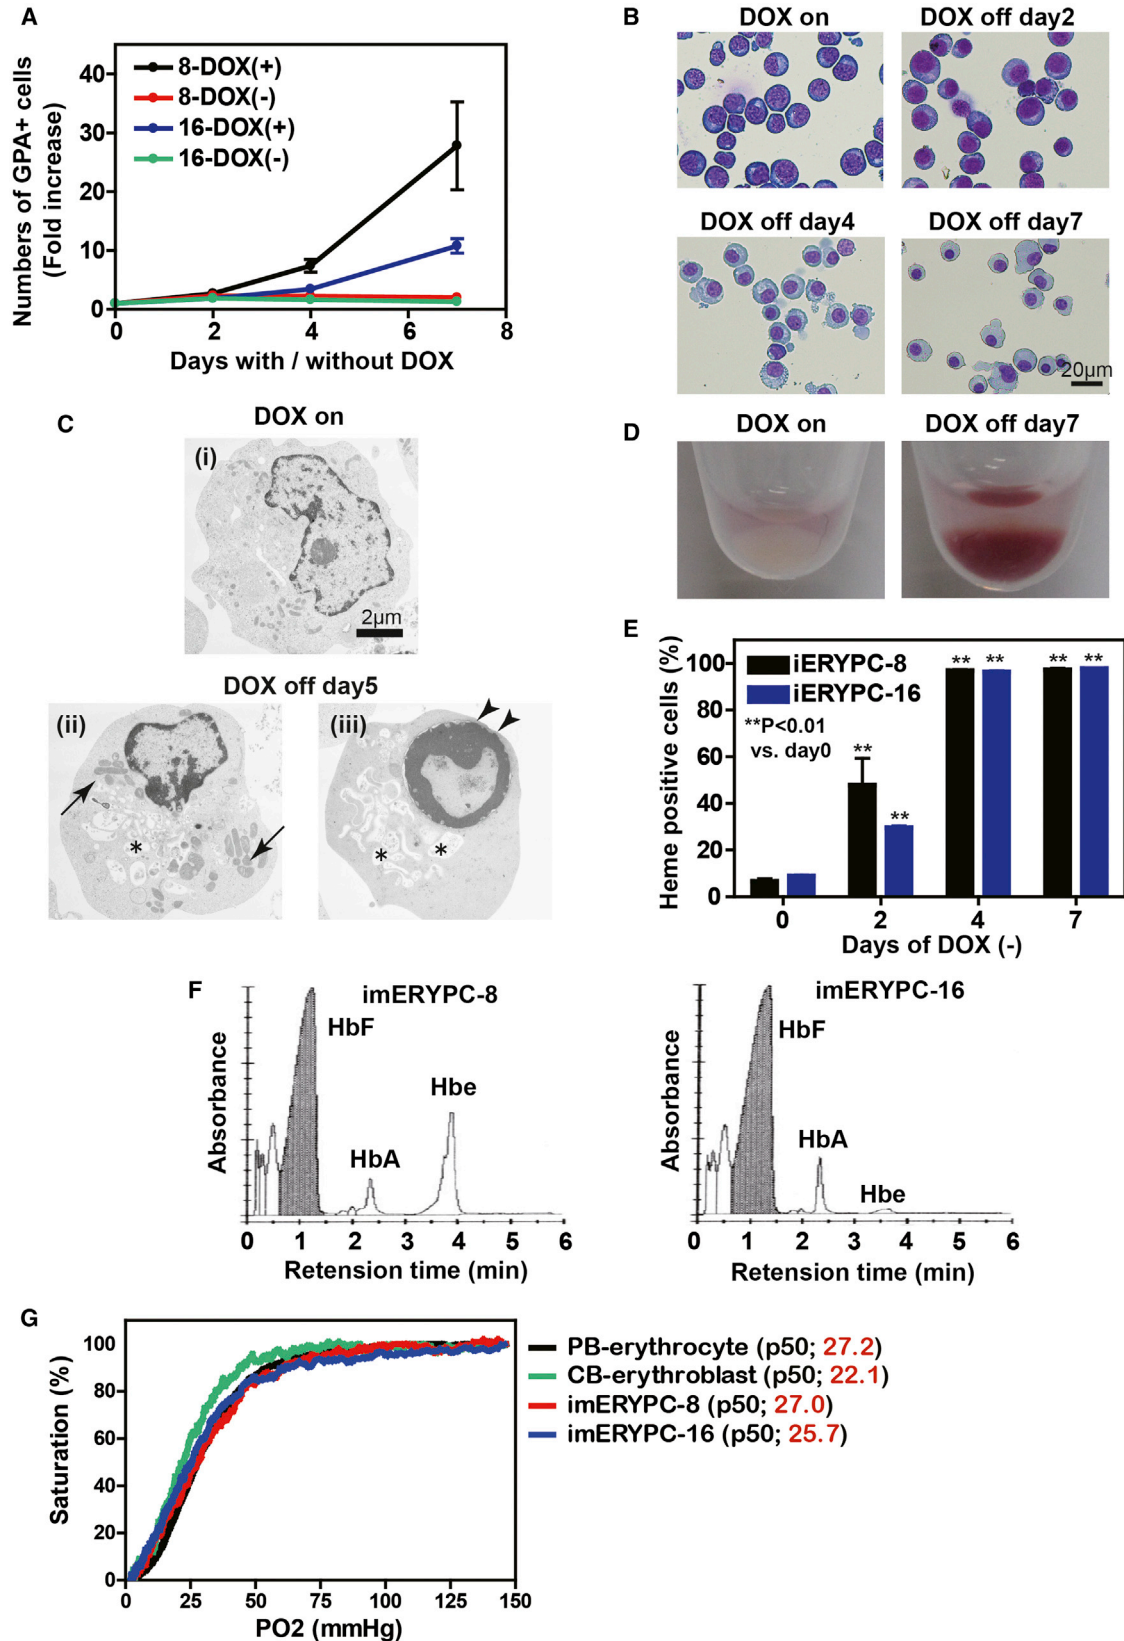 A
Numbers of GPA+ cells
(Fold increase)
40
30
20
10
0
8-DOX(+)
8-DOX(-)
16-DOX(+)
16-DOX(-)
0 2 4 6 8
Days with / without DOX
B
DOX on
DOX off day2
DOX off day4
DOX off day7
20μm
C
DOX on
(i)
2μm
DOX off day5
(ii)
*
(iii)
* *
D
DOX on
DOX off day7
E
Heme positive cells (%)
100
80
60
40
20
0
iERYPC-8
iERYPC-16
**P<0.01
vs. day0
**
**
** **
** **
0 2 4 7
Days of DOX (-)
F
imERYPC-8
Absorbance
HbF
HbA
Hbe
0 1 2 3 4 5 6
Retension time (min)
imERYPC-16
Absorbance
HbF
HbA
Hbe
0 1 2 3 4 5 6
Retension time (min)
G
Saturation (%)
100
80
60
40
20
0
0 25 50 75 100 125 150
PO2 (mmHg)
PB-erythrocyte (p50; 27.2)
CB-erythroblast (p50; 22.1)
imERYPC-8 (p50; 27.0)
imERYPC-16 (p50; 25.7)